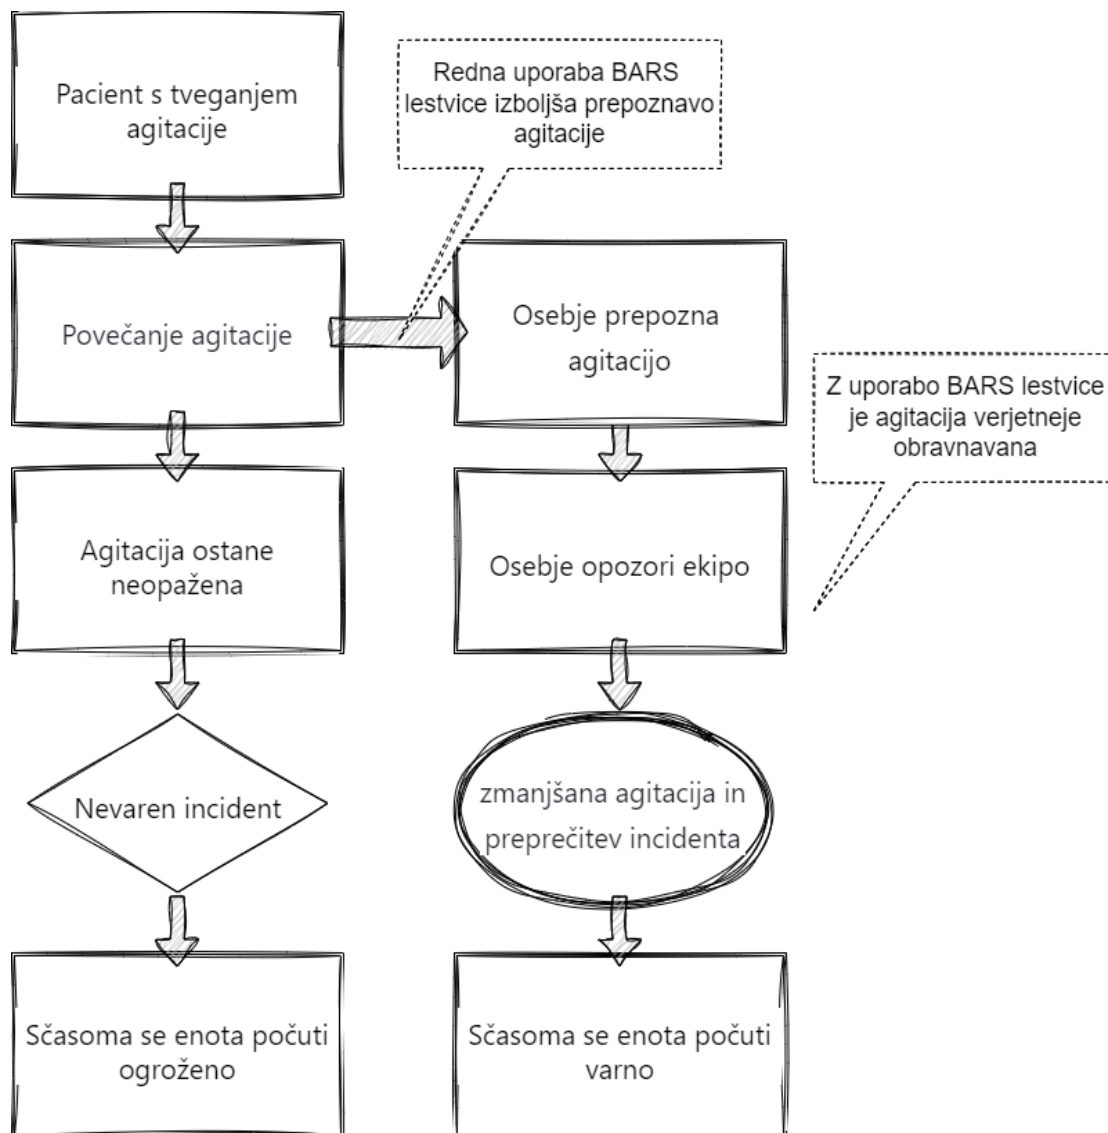 Pacient s tveganjem
agitacije
Redna uporaba BARS
lestvice izboljša prepoznavo
agitacije
Povečanje agitacije
Osebje prepozna
agitacijo
Z uporabo BARS lestvice
je agitacija verjetneje
obravnavana
Agitacija ostane
neopažena
Osebje opozori ekipo
Nevaren incident
zmanjšana agitacija in
preprečitev incidenta
Sčasoma se enota počuti
ogroženo
Sčasoma se enota počuti
varno